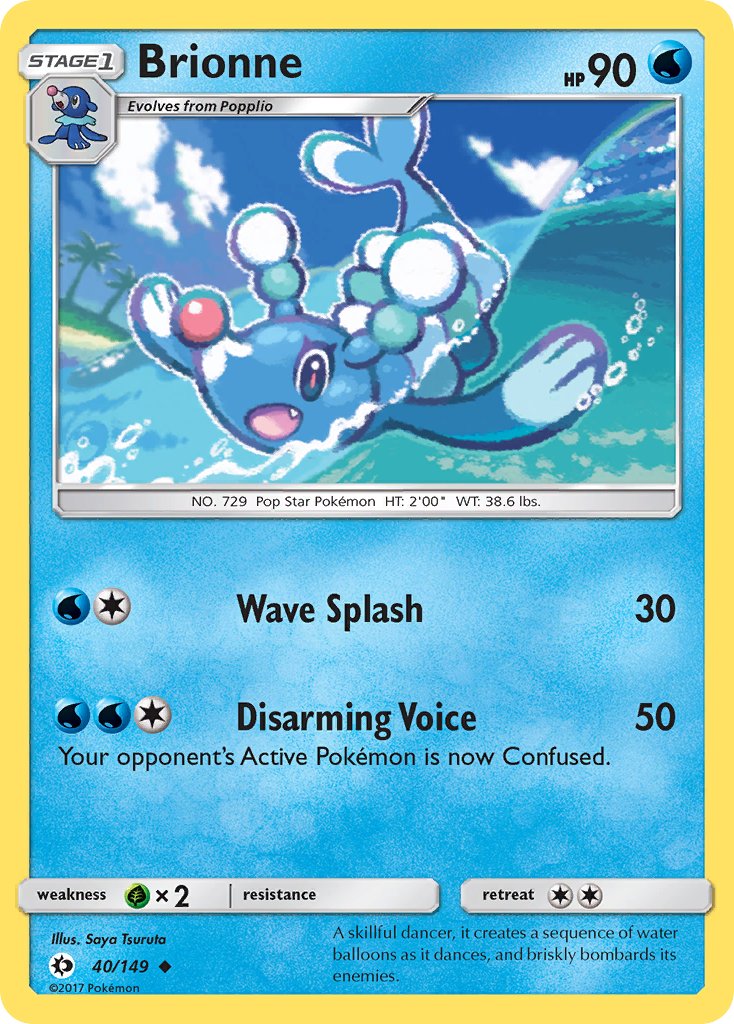 STAGE1
Brionne
HP90
Evolves from Popplio
NO. 729 Pop Star Pokémon HT: 2'00" WT: 38.6 lbs.
Wave Splash 30
Disarming Voice 50
Your opponent's Active Pokémon is now Confused.
weakness ×2 resistance retreat
Illus. Saya Tsuruta
40/149
©2017 Pokémon
A skillful dancer, it creates a sequence of water
balloons as it dances, and briskly bombards its
enemies.